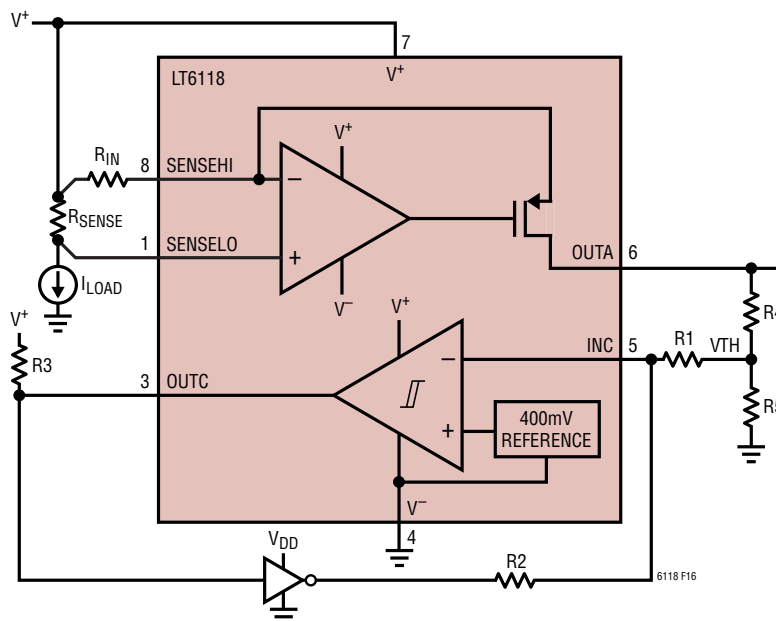 V+
7
V+
LT6118
RIN
8
SENSEHI
V+
−
RSENSE
1
SENSELO
+
OUTA
6
ILOAD
V−
V+
V+
R3
INC
5
R1
VTH
−
3
OUTC
400mV
REFERENCE
+
V−
4
VDD
R2
6118 F16